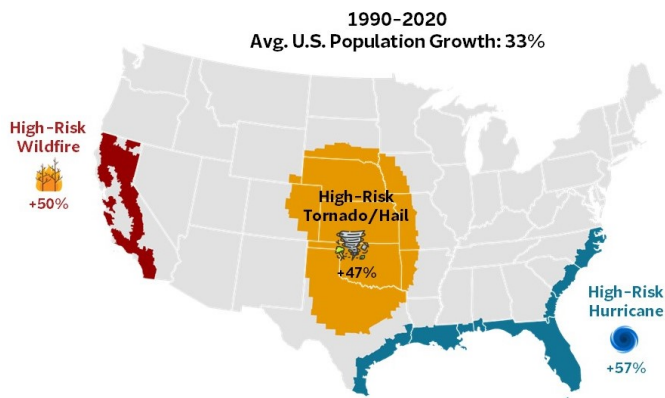 1990–2020
Avg. U.S. Population Growth: 33%
High-Risk
Wildfire
+50%
High-Risk
Tornado/Hail
+47%
High-Risk
Hurricane
+57%